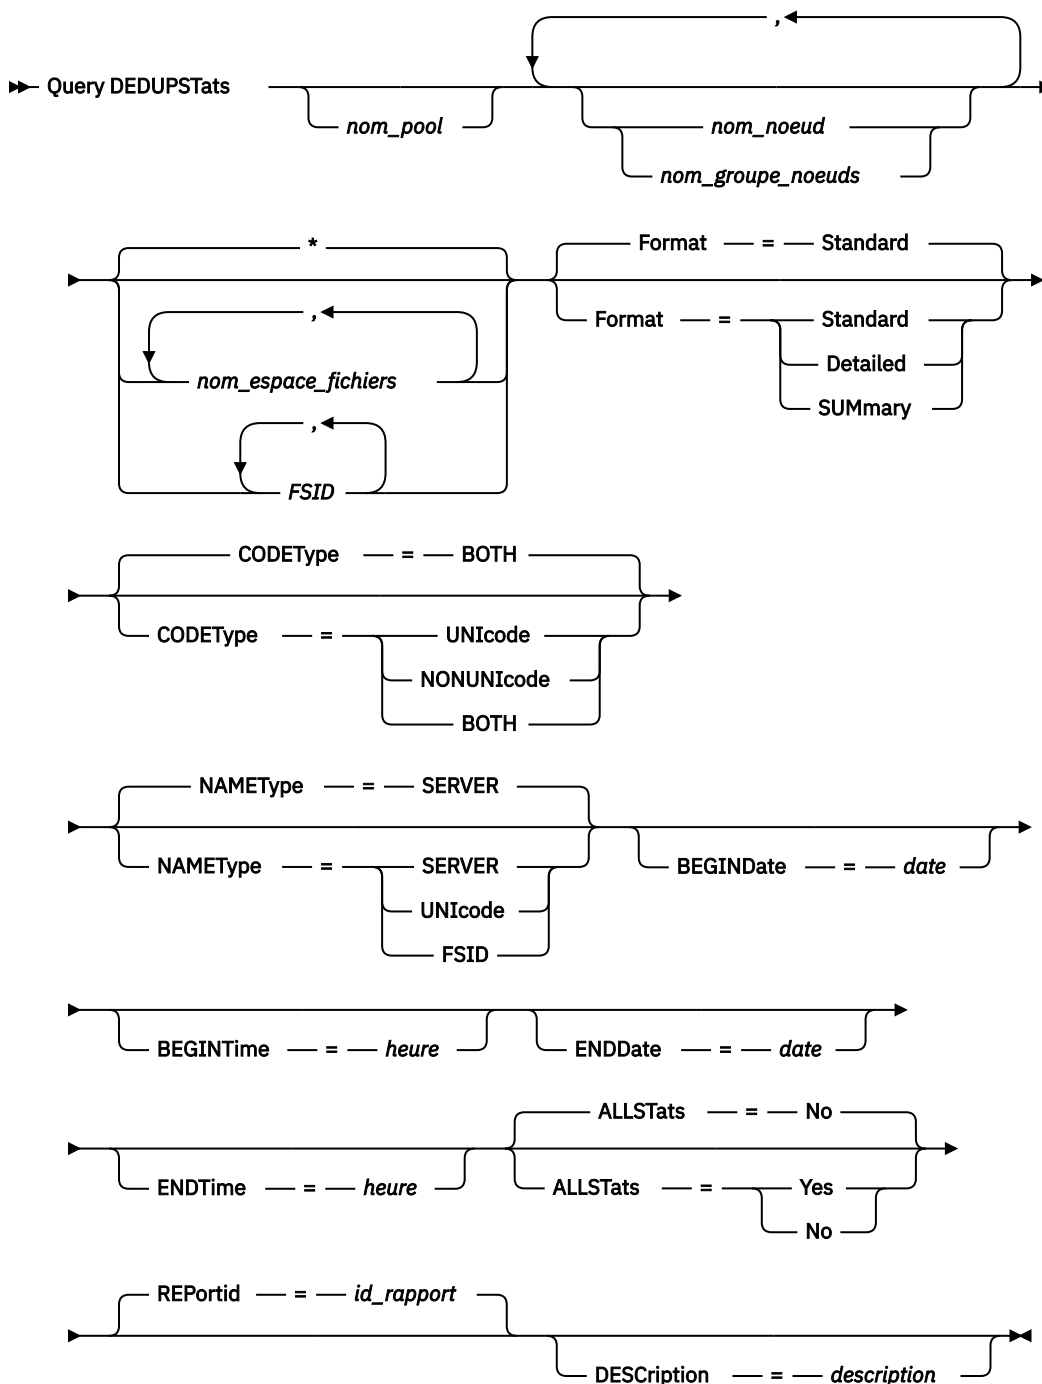 ,
Query DEDUPSTats
nom_pool
nom_noeud
nom_groupe_noeuds
*
Format = Standard
,
Format = Standard
nom_espace_fichiers
Detailed
SUMmary
,
FSID
CODEType = BOTH
CODEType = UNIcode
NONUNIcode
BOTH
NAMEType = SERVER
NAMEType = SERVER
BEGINDate = date
UNIcode
FSID
BEGINTime = heure
ENDDate = date
ALLSTats = No
ENDTime = heure
ALLSTats = Yes
No
REPortid = id_rapport
DESCription = description